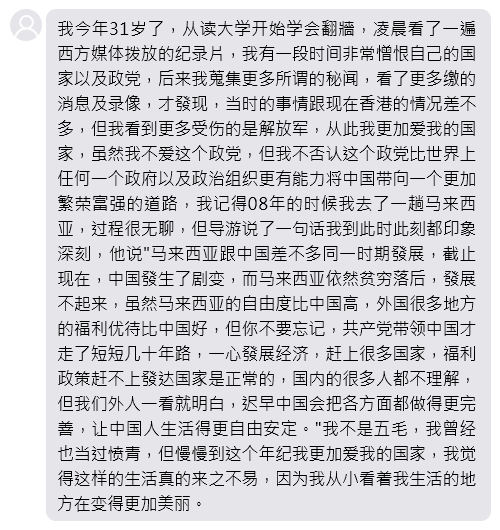 我今年31岁了，从读大学开始学会翻牆，凌晨看了一遍
西方媒体拨放的纪录片，我有一段时间非常憎恨自己的国
家以及政党，后来我蒐集更多所谓的秘闻，看了更多缴的
消息及录像，才發现，当时的事情跟现在香港的情况差不
多，但我看到更多受伤的是解放军，从此我更加爱我的国
家，虽然我不爱这个政党，但我不否认这个政党比世界上
任何一个政府以及政治组织更有能力将中国带向一个更加
繁荣富强的道路，我记得08年的时候我去了一趟马来西
亚，过程很无聊，但导游说了一句话我到此时此刻都印象
深刻，他说"马来西亚跟中国差不多同一时期發展，截止
现在，中国發生了剧变，而马来西亚依然贫穷落后，發展
不起来，虽然马来西亚的自由度比中国高，外国很多地方
的福利优待比中国好，但你不要忘记，共产党带领中国才
走了短短几十年路，一心發展经济，赶上很多国家，福利
政策赶不上發达国家是正常的，国内的很多人都不理解，
但我们外人一看就明白，迟早中国会把各方面都做得更完
善，让中国人生活得更自由安定。"我不是五毛，我曾经
也当过愤青，但慢慢到这个年纪我更加爱我的国家，我觉
得这样的生活真的来之不易，因为我从小看着我生活的地
方在变得更加美丽。